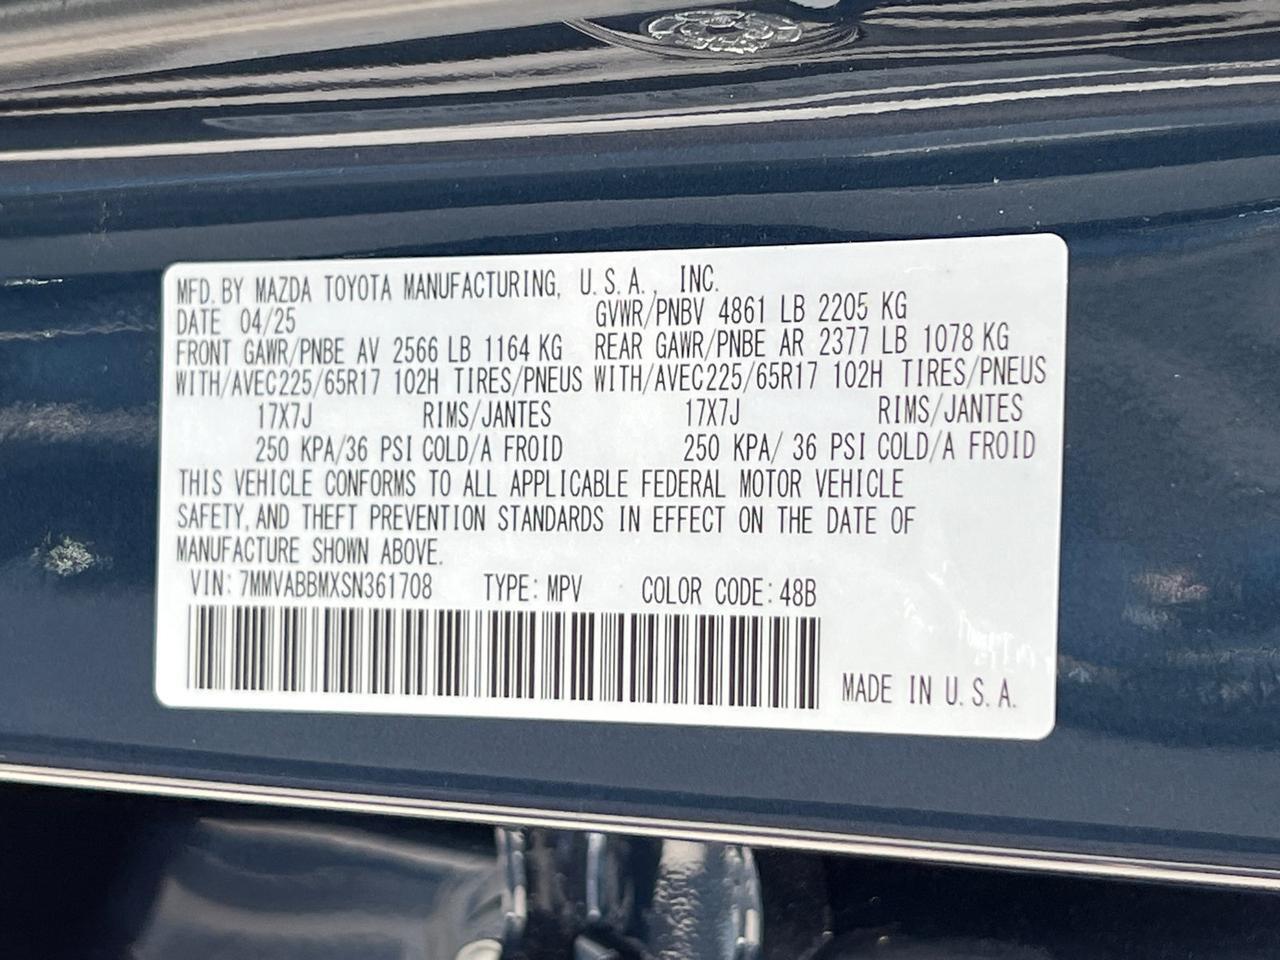 MFD. BY MAZDA TOYOTA MANUFACTURING, U.S.A., INC.
DATE 04/25 GVWR/PNBV 4861 LB 2205 KG
FRONT GAWR/PNBE AV 2566 LB 1164 KG REAR GAWR/PNBE AR 2377 LB 1078 KG
WITH/AVEC225/65R17 102H TIRES/PNEUS WITH/AVEC225/65R17 102H TIRES/PNEUS
17X7J RIMS/JANTES 17X7J RIMS/JANTES
250 KPA/36 PSI COLD/A FROID 250 KPA/ 36 PSI COLD/A FROID
THIS VEHICLE CONFORMS TO ALL APPLICABLE FEDERAL MOTOR VEHICLE
SAFETY, AND THEFT PREVENTION STANDARDS IN EFFECT ON THE DATE OF
MANUFACTURE SHOWN ABOVE.
VIN: 7MMVABBMXSN361708 TYPE: MPV COLOR CODE: 48B
MADE IN U.S.A.